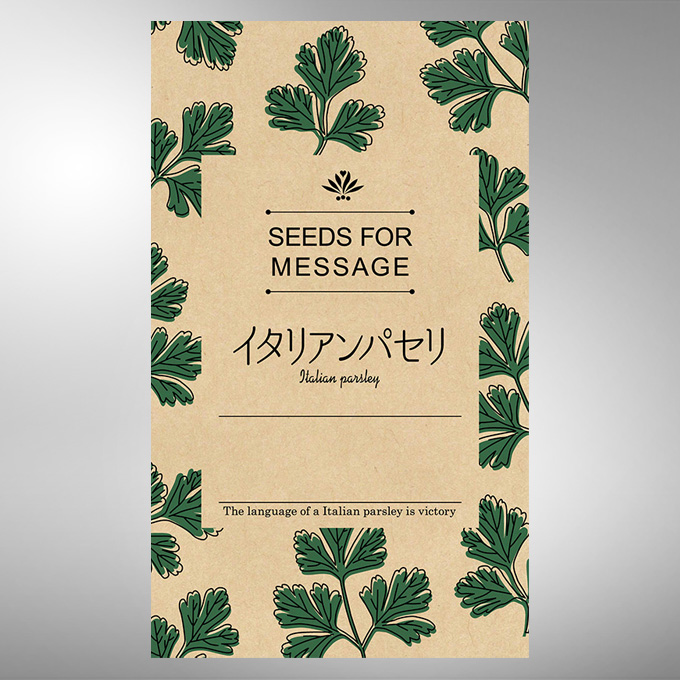 SEEDS FOR
MESSAGE
イタリアンパセリ
Italian parsley
The language of a Italian parsley is victory